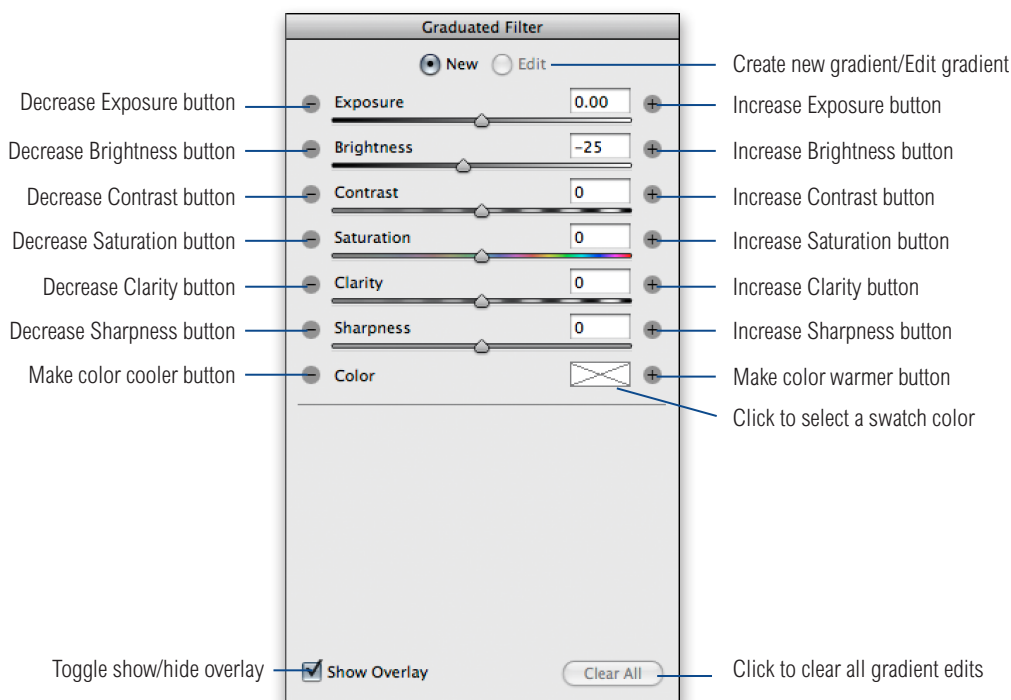 Graduated Filter
New Edit
Create new gradient/Edit gradient
Decrease Exposure button
Exposure 0.00
Increase Exposure button
Decrease Brightness button
Brightness -25
Increase Brightness button
Decrease Contrast button
Contrast 0
Increase Contrast button
Decrease Saturation button
Saturation 0
Increase Saturation button
Decrease Clarity button
Clarity 0
Increase Clarity button
Decrease Sharpness button
Sharpness 0
Increase Sharpness button
Make color cooler button
Color
Make color warmer button
Click to select a swatch color
Toggle show/hide overlay
Show Overlay
Clear All
Click to clear all gradient edits